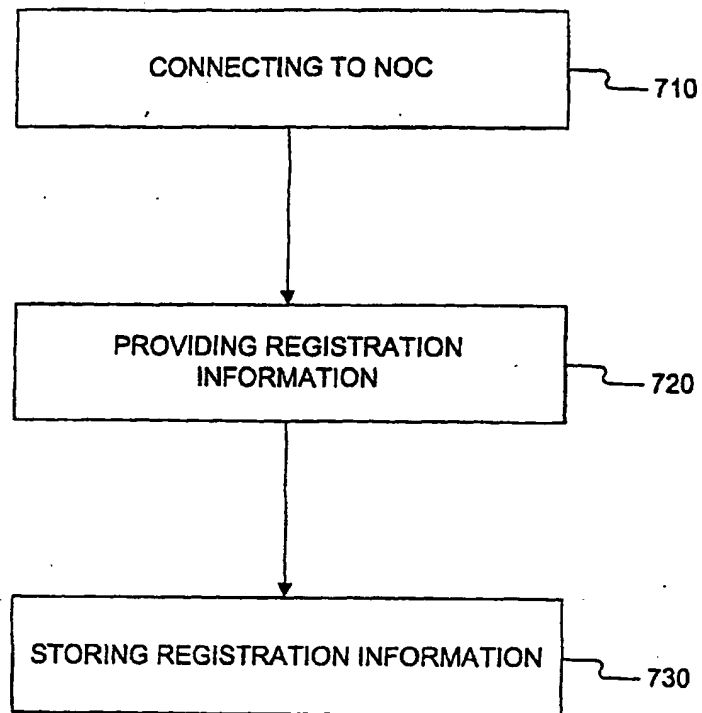 CONNECTING TO NOC
710
PROVIDING REGISTRATION
INFORMATION
720
STORING REGISTRATION INFORMATION
730